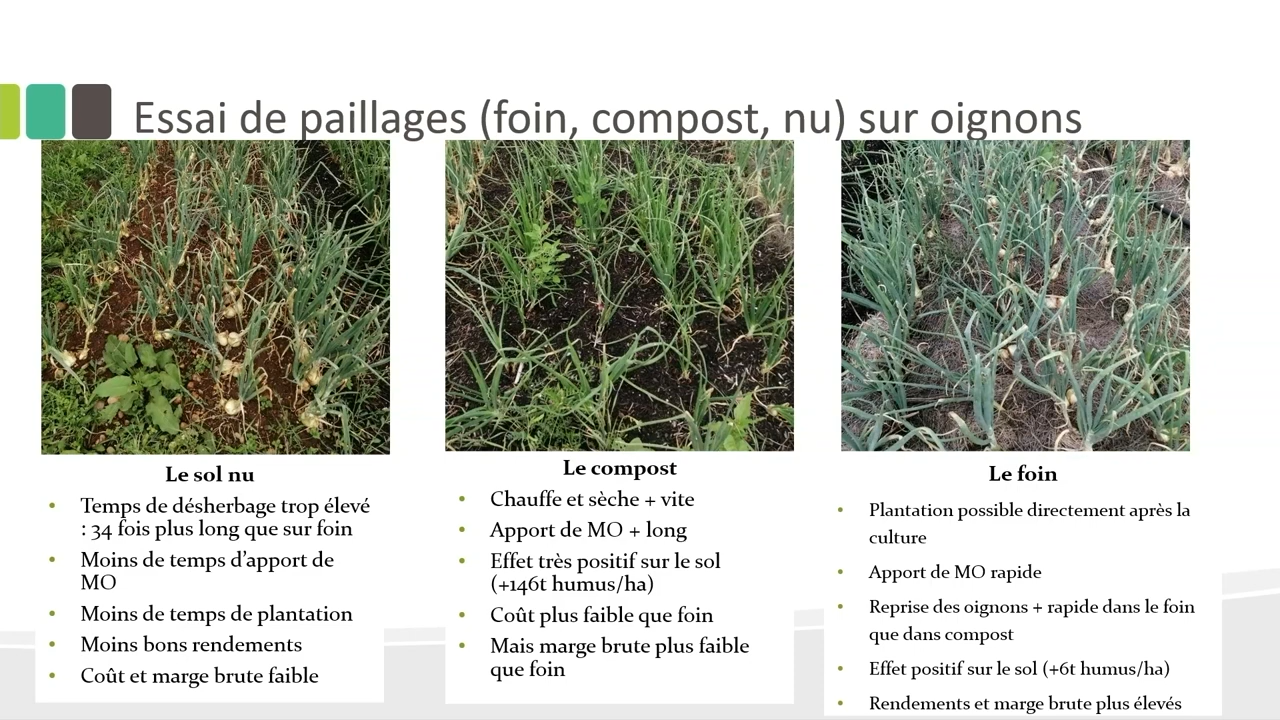 Essai de paillages (foin, compost, nu) sur oignons
Le sol nu
• Temps de désherbage trop élevé
: 34 fois plus long que sur foin
• Moins de temps d’apport de
MO
• Moins de temps de plantation
• Moins bons rendements
• Coût et marge brute faible
Le compost
• Chauffe et sèche + vite
• Apport de MO + long
• Effet très positif sur le sol
(+146t humus/ha)
• Coût plus faible que foin
• Mais marge brute plus faible
que foin
Le foin
• Plantation possible directement après la
culture
• Apport de MO rapide
• Reprise des oignons + rapide dans le foin
que dans compost
• Effet positif sur le sol (+6t humus/ha)
• Rendements et marge brute plus élevés